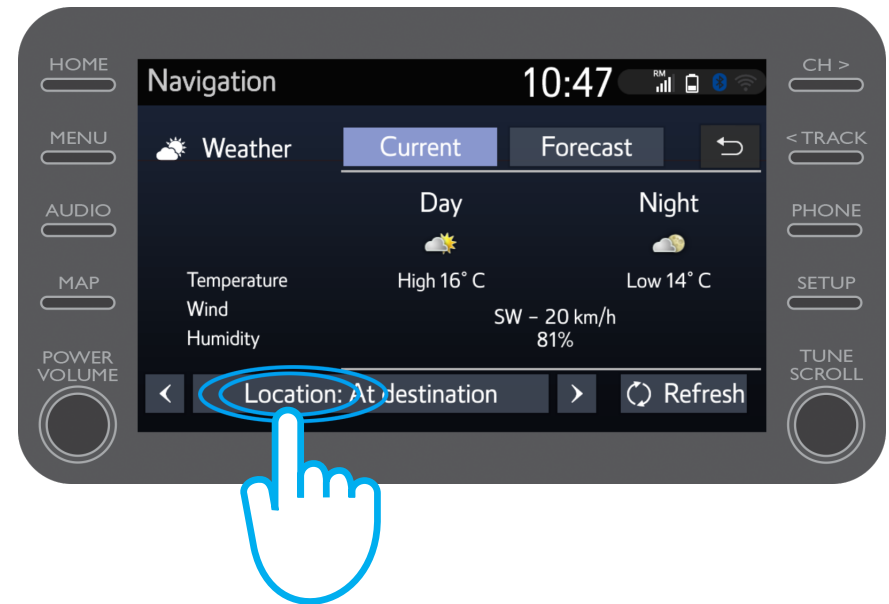 HOME
CH >
Navigation 10:47 RM
MENU
< TRACK
Weather Current Forecast
AUDIO
PHONE
Day Night
MAP
SETUP
Temperature High 16° C Low 14° C
Wind SW – 20 km/h
Humidity 81%
POWER
VOLUME
TUNE
SCROLL
< Location: At destination > Refresh